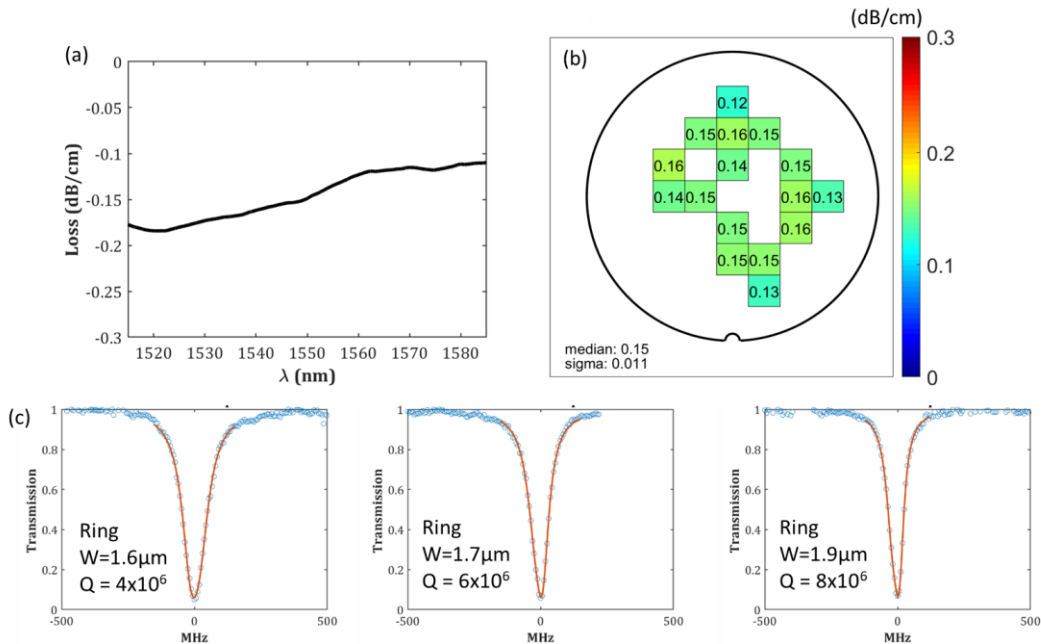 (a)
0
-0.05
-0.1
-0.15
-0.2
-0.25
-0.3
Loss (dB/cm)
1520 1530 1540 1550 1560 1570 1580
λ (nm)
(b)
0.12
0.15 0.16 0.15
0.16 0.14 0.15
0.14 0.15 0.16 0.13
0.15 0.16
0.15 0.15
0.13
median: 0.15
sigma: 0.011
(dB/cm)
0.3
0.2
0.1
0
(c)
1
0.8
0.6
0.4
0.2
0
Transmission
Ring
W=1.6μm
Q = 4x10⁶
-500 0 500
MHz
1
0.8
0.6
0.4
0.2
0
Transmission
Ring
W=1.7μm
Q = 6x10⁶
-500 0 500
MHz
1
0.8
0.6
0.4
0.2
0
Transmission
Ring
W=1.9μm
Q = 8x10⁶
-500 0 500
MHz